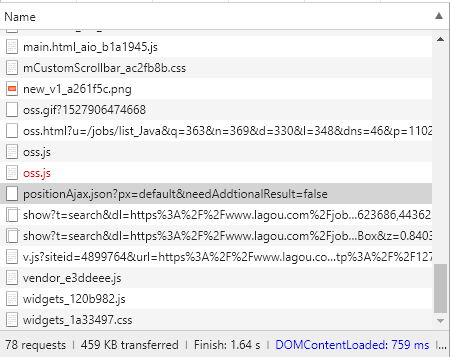 Name
main.html_aio_b1a1945.js
mCustomScrollbar_ac2fb8b.css
new_v1_a261f5c.png
oss.gif?1527906474668
oss.html?u=/jobs/list_Java&q=363&n=369&d=330&l=348&dns=46&p=1102
oss.js
oss.js
positionAjax.json?px=default&needAddtionalResult=false
show?t=search&dl=https%3A%2F%2Fwww.lagou.com%2Fjob...623686,44362
show?t=search&dl=https%3A%2F%2Fwww.lagou.com%2Fjob...Box&z=0.8403
v.js?siteid=4899764&url=https%3A%2F%2Fwww.lagou.co...tp%3A%2F%2F127
vendor_e3ddeee.js
widgets_120b982.js
widgets_1a33497.css
78 requests | 459 KB transferred | Finish: 1.64 s | DOMContentLoaded: 759 ms |...